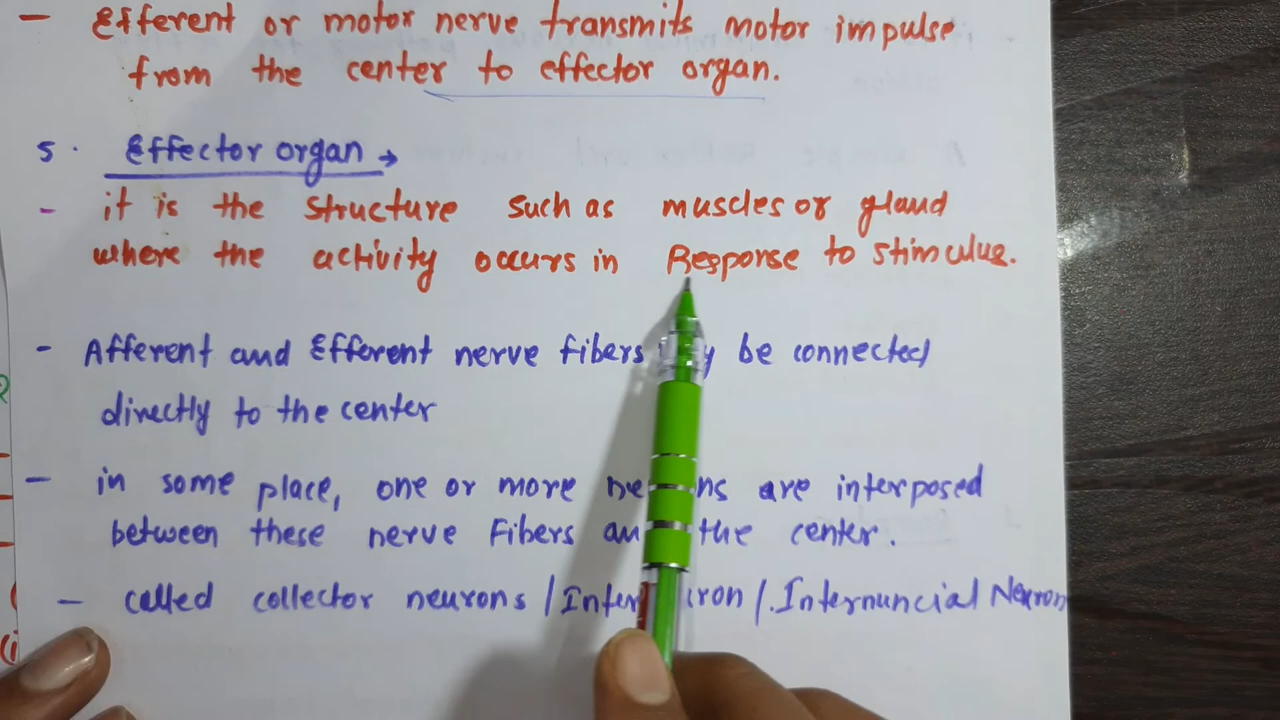 - Efferent or motor nerve transmits motor impulse
from the center to effector organ.
5. Effector organ →
- it is the structure such as muscles or gland
where the activity occurs in Response to stimulus.
- Afferent and Efferent nerve fibers be connected
directly to the center
- in some place, one or more are interposed
between these nerve Fibers the center.
- called collector neurons / / Internuncial Neuron